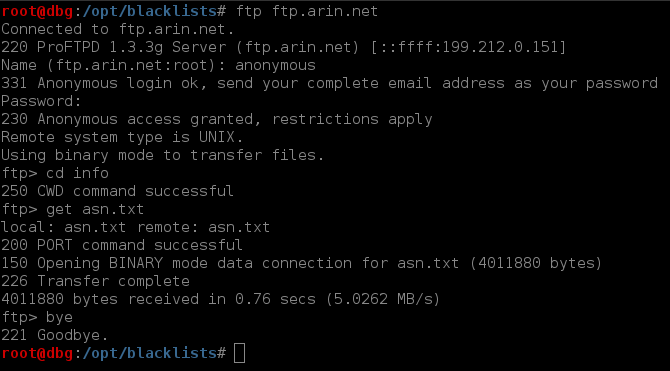 root@dbg:/opt/blacklists# ftp ftp.arin.net
Connected to ftp.arin.net.
220 ProFTPD 1.3.3g Server (ftp.arin.net) [::ffff:199.212.0.151]
Name (ftp.arin.net:root): anonymous
331 Anonymous login ok, send your complete email address as your password
Password:
230 Anonymous access granted, restrictions apply
Remote system type is UNIX.
Using binary mode to transfer files.
ftp> cd info
250 CWD command successful
ftp> get asn.txt
local: asn.txt remote: asn.txt
200 PORT command successful
150 Opening BINARY mode data connection for asn.txt (4011880 bytes)
226 Transfer complete
4011880 bytes received in 0.76 secs (5.0262 MB/s)
ftp> bye
221 Goodbye.
root@dbg:/opt/blacklists#